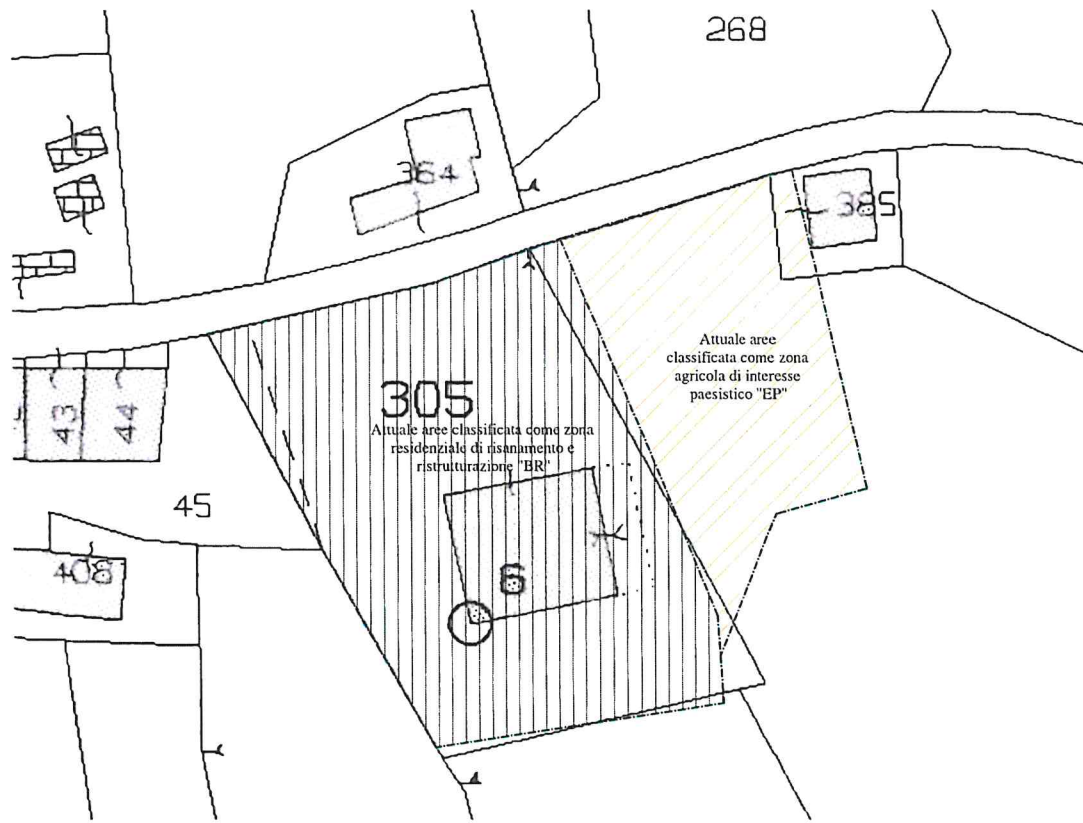 268
364
385
Attuale aree
classificata come zona
agricola di interesse
paesistico "EP"
305
Attuale aree classificata come zona
residenziale di risanamento e
ristrutturazione "BR"
43
44
45
6
408